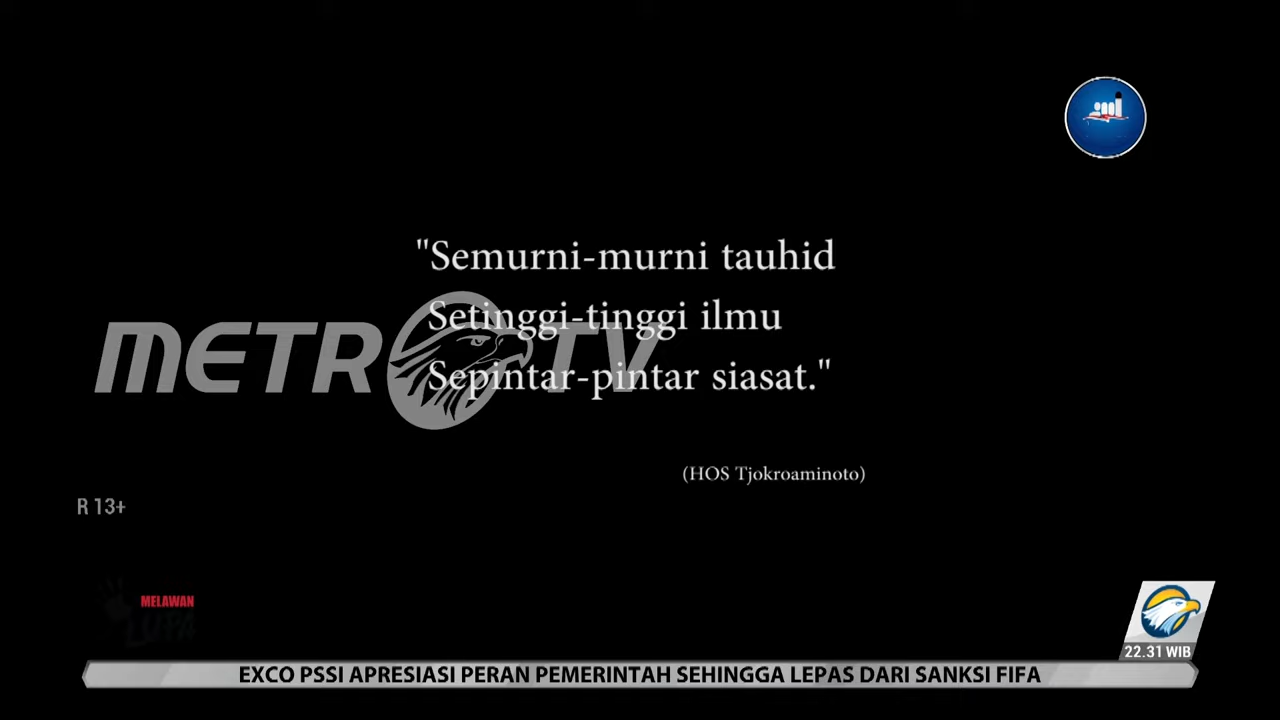 "Semurni-murni tauhid
Setinggi-tinggi ilmu
Sepintar-pintar siasat."
METRO TV
(HOS Tjokroaminoto)
R 13+
MELAWAN
LUPA
22.31 WIB
EXCO PSSI APRESIASI PERAN PEMERINTAH SEHINGGA LEPAS DARI SANKSI FIFA